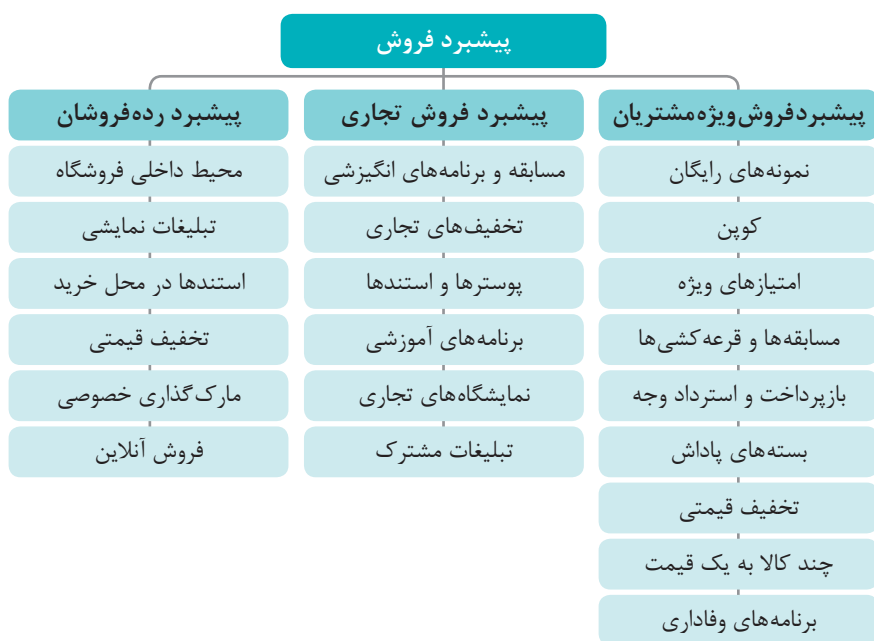 پیشبرد فروش
پیشبردفروش‌ویژه‌مشتریان
نمونه‌های رایگان
کوپن
امتیازهای ویژه
مسابقه‌ها و قرعه‌کشی‌ها
بازپرداخت و استرداد وجه
بسته‌های پاداش
تخفیف قیمتی
چند کالا به یک قیمت
برنامه‌های وفاداری
پیشبرد فروش تجاری
مسابقه و برنامه‌های انگیزشی
تخفیف‌های تجاری
پوسترها و استندها
برنامه‌های آموزشی
نمایشگاه‌های تجاری
تبلیغات مشترک
پیشبرد رده‌فروشان
محیط داخلی فروشگاه
تبلیغات نمایشی
استندها در محل خرید
تخفیف قیمتی
مارک‌گذاری خصوصی
فروش آنلاین